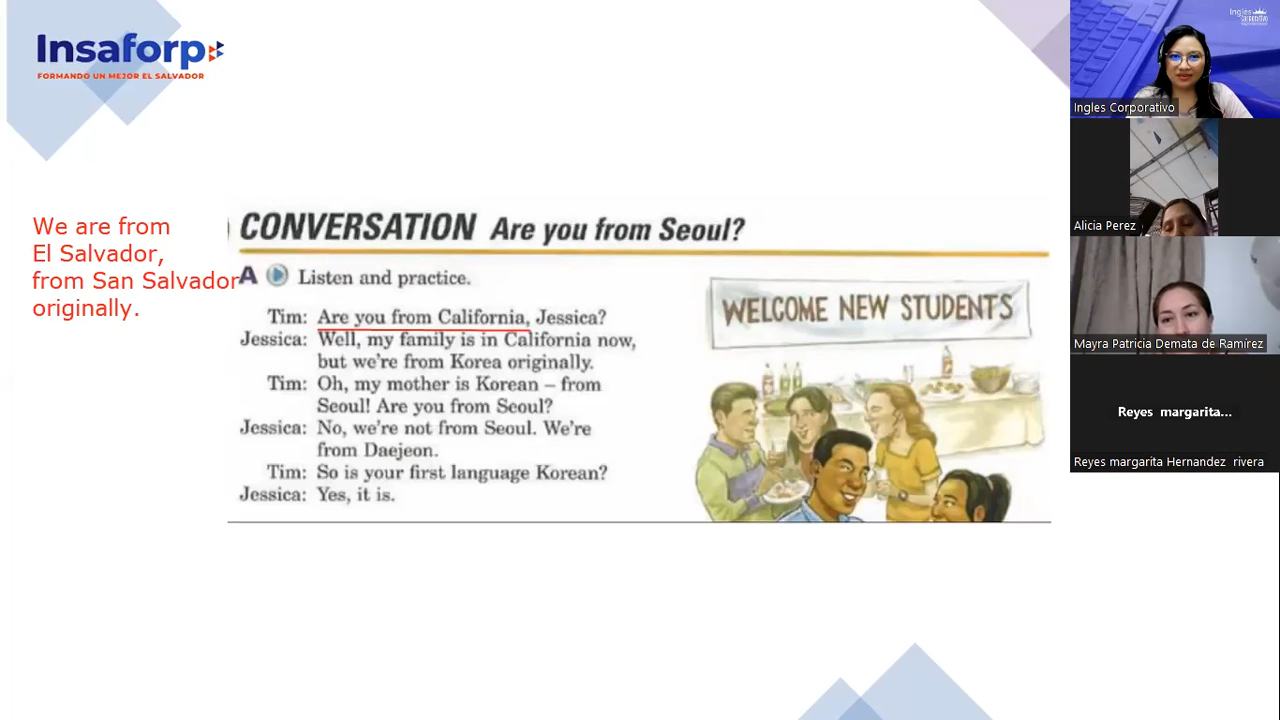 Insaforp
FORMANDO UN MEJOR EL SALVADOR
We are from
El Salvador,
from San Salvador
originally.
CONVERSATION Are you from Seoul?
A Listen and practice.
Tim: Are you from California, Jessica?
Jessica: Well, my family is in California now,
but we're from Korea originally.
Tim: Oh, my mother is Korean – from
Seoul! Are you from Seoul?
Jessica: No, we're not from Seoul. We're
from Daejeon.
Tim: So is your first language Korean?
Jessica: Yes, it is.
WELCOME NEW STUDENTS
Ingles
Ingles Corporativo
Alicia Perez
Mayra Patricia Demata de Ramírez
Reyes margarita...
Reyes margarita Hernandez rivera